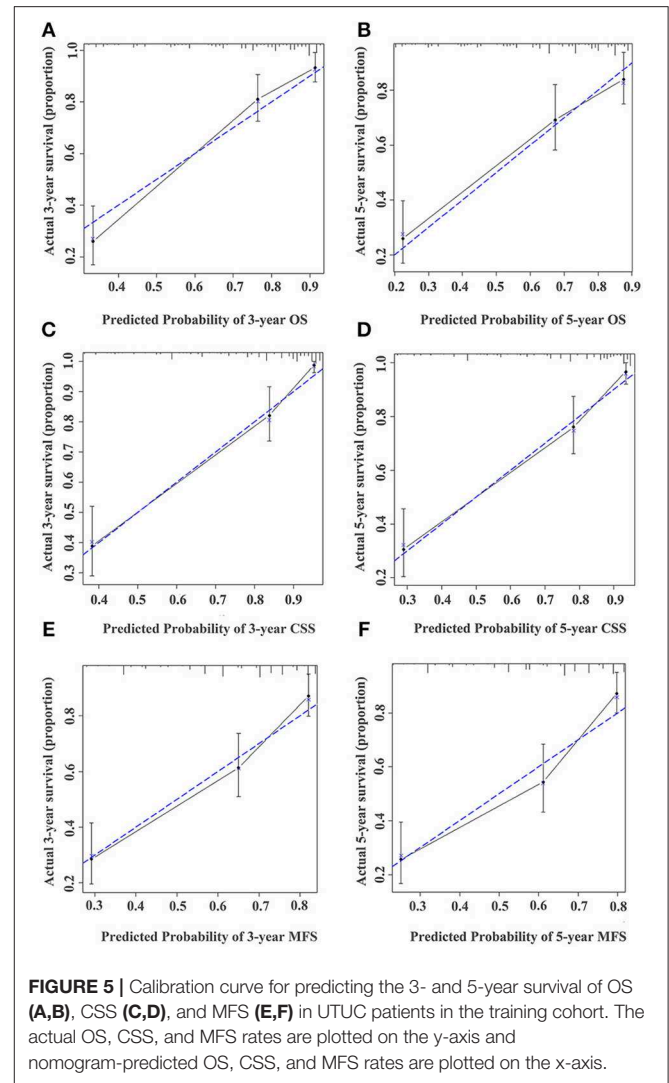 A
B
Actual 3-year survival (proportion)
0.2 0.4 0.6 0.8 1.0
0.4 0.5 0.6 0.7 0.8 0.9
Predicted Probability of 3-year OS
Actual 5-year survival (proportion)
0.2 0.4 0.6 0.8 1.0
0.2 0.3 0.4 0.5 0.6 0.7 0.8 0.9
Predicted Probability of 5-year OS
C
D
Actual 3-year survival (proportion)
0.3 0.4 0.5 0.6 0.7 0.8 0.9 1.0
0.4 0.5 0.6 0.7 0.8 0.9
Predicted Probability of 3-year CSS
Actual 5-year survival (proportion)
0.2 0.4 0.6 0.8 1.0
0.3 0.4 0.5 0.6 0.7 0.8 0.9
Predicted Probability of 5-year CSS
E
F
Actual 3-year survival (proportion)
0.2 0.4 0.6 0.8
0.3 0.4 0.5 0.6 0.7 0.8
Predicted Probability of 3-year MFS
Actual 5-year survival (proportion)
0.2 0.4 0.6 0.8
0.3 0.4 0.5 0.6 0.7 0.8
Predicted Probability of 5-year MFS
FIGURE 5 | Calibration curve for predicting the 3- and 5-year survival of OS
(A,B), CSS (C,D), and MFS (E,F) in UTUC patients in the training cohort. The
actual OS, CSS, and MFS rates are plotted on the y-axis and
nomogram-predicted OS, CSS, and MFS rates are plotted on the x-axis.